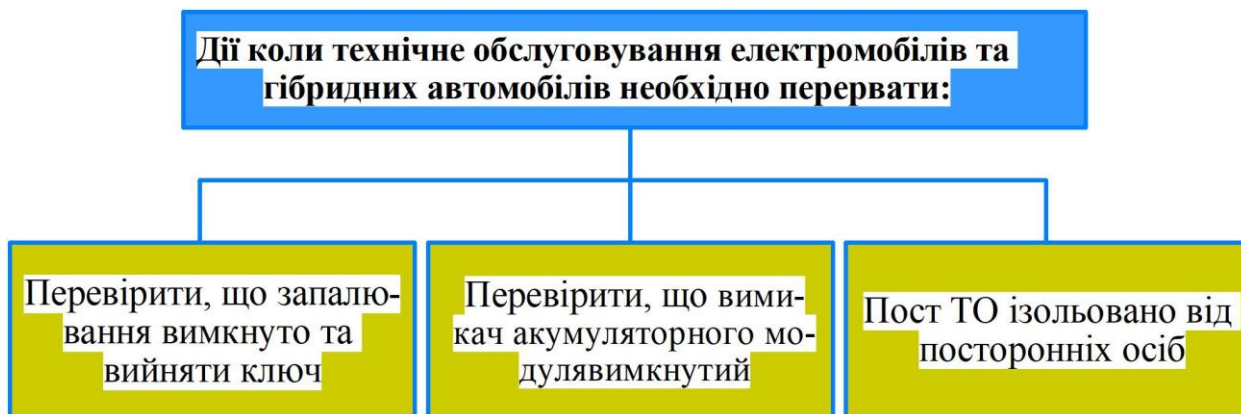 Дії коли технічне обслуговування електромобілів та
гібридних автомобілів необхідно перервати:
Перевірити, що запалю-
вання вимкнуто та
вийняти ключ
Перевірити, що вими-
кач акумуляторного мо-
дулявимкнутий
Пост ТО ізольовано від
посторонніх осіб